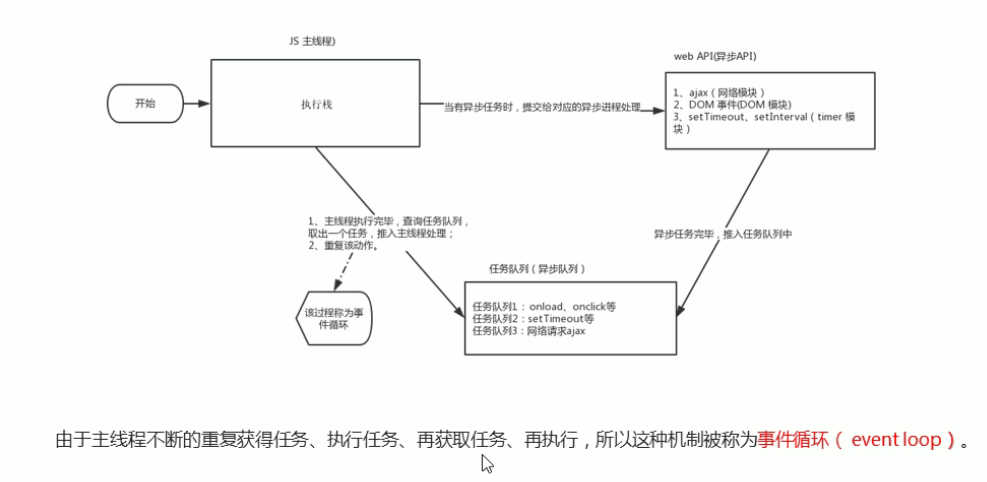 JS 主线程)
web API(异步API)
开始
执行栈
当有异步任务时，提交给对应的异步进程处理
1、ajax（网络模块）
2、DOM 事件(DOM 模块)
3、setTimeout、setInterval（timer 模
块）
1、主线程执行完毕，查询任务队列，
取出一个任务，推入主线程处理；
2、重复该动作。
异步任务完毕，推入任务队列中
任务队列（异步队列）
该过程称为事
件循环
任务队列1：onload、onclick等
任务队列2：setTimeout等
任务队列3：网络请求ajax
由于主线程不断的重复获得任务、执行任务、再获取任务、再执行，所以这种机制被称为事件循环（ event loop）。